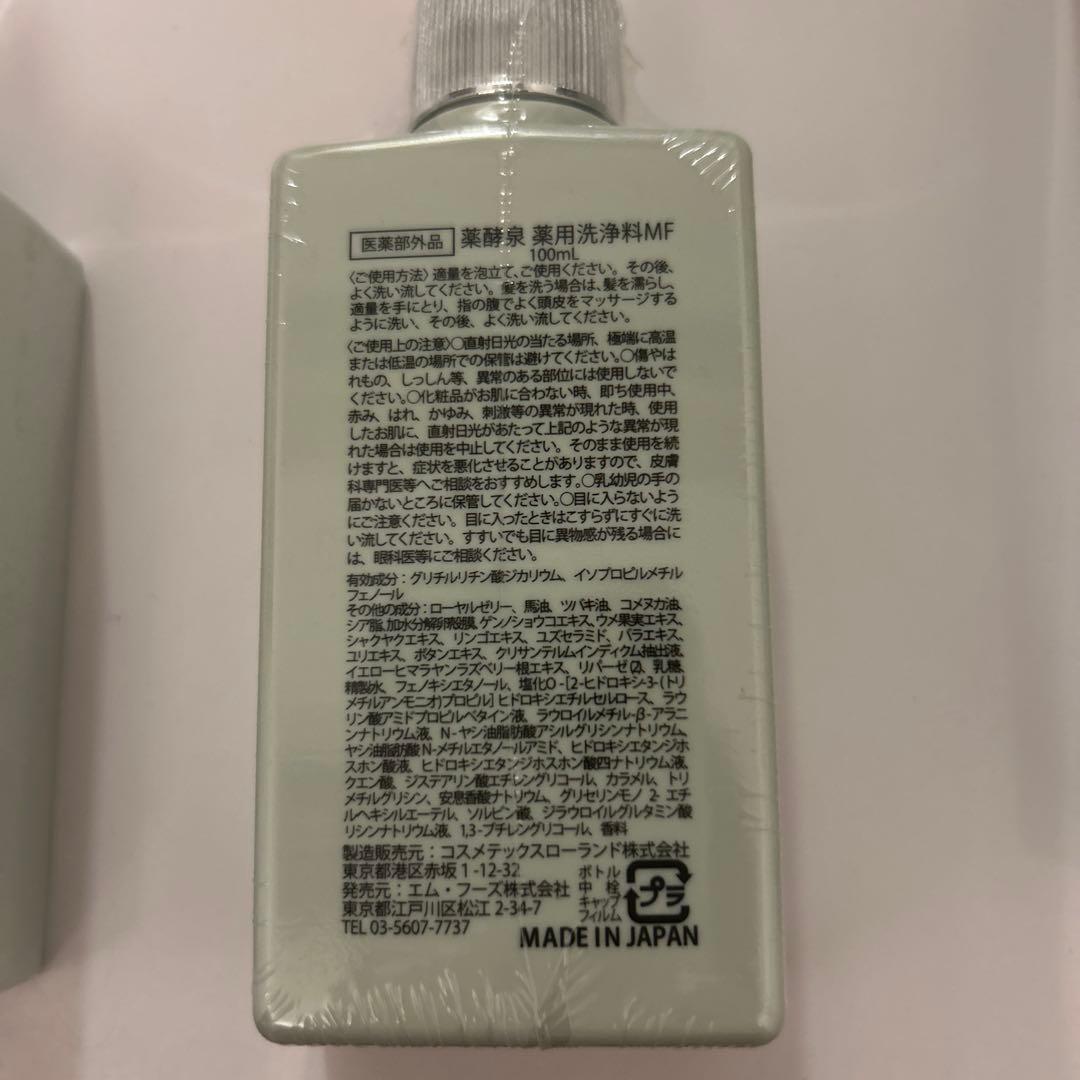 医薬部外品 薬酵泉 薬用洗浄料MF
100mL
〈ご使用方法〉適量を泡立て、ご使用ください。その後、
よく洗い流してください。髪を洗う場合は、髪を濡らし、
適量を手にとり、指の腹でよく頭皮をマッサージする
ように洗い、その後、よく洗い流してください。
〈ご使用上の注意〉○直射日光の当たる場所、極端に高温
または低温の場所での保管は避けてください。○傷やは
れもの、しっしん等、異常のある部位には使用しないで
ください。○化粧品がお肌に合わない時、即ち使用中、
赤み、はれ、かゆみ、刺激等の異常が現れた時、使用
したお肌に、直射日光があたって上記のような異常が現
れた場合は使用を中止してください。そのまま使用を続
けますと、症状を悪化させることがありますので、皮膚
科専門医等へご相談をおすすめします。○乳幼児の手の
届かないところに保管してください。○目に入らないよう
にご注意ください。目に入ったときはこすらずにすぐに洗
い流してください。すすいでも目に異物感が残る場合に
は、眼科医等にご相談ください。
有効成分：グリチルリチン酸ジカリウム、イソプロピルメチル
フェノール
その他の成分：ローヤルゼリー、馬油、ツバキ油、コメヌカ油、
シア脂、加水分解卵殻膜、ゲンノショウコエキス、ウメ果実エキス、
シャクヤクエキス、リンゴエキス、ユズセラミド、バラエキス、
ユリエキス、ボタンエキス、クリサンテルムインディクム抽出液、
イエローヒマラヤンラズベリー根エキス、リパーゼ(2)、乳糖、
精製水、フェノキシエタノール、塩化O-[2-ヒドロキシ-3-(トリ
メチルアンモニオ)プロピル]ヒドロキシエチルセルロース、ラウ
リン酸アミドプロピルベタイン液、ラウロイルメチル-β-アラニ
ンナトリウム液、N-ヤシ油脂肪酸アシルグリシンナトリウム、
ヤシ油脂肪酸N-メチルエタノールアミド、ヒドロキシエタンジホ
スホン酸液、ヒドロキシエタンジホスホン酸四ナトリウム液、
クエン酸、ジステアリン酸エチレングリコール、カラメル、トリ
メチルグリシン、安息香酸ナトリウム、グリセリンモノ2-エチ
ルヘキシルエーテル、ソルビン酸、ジラウロイルグルタミン酸
リシンナトリウム液、1,3-ブチレングリコール、香料
製造販売元：コスメテックスローランド株式会社
東京都港区赤坂1-12-32
発売元：エム・フーズ株式会社
東京都江戸川区松江2-34-7
TEL 03-5607-7737
ボトル
中栓
キャップ
フィルム
プラ
MADE IN JAPAN